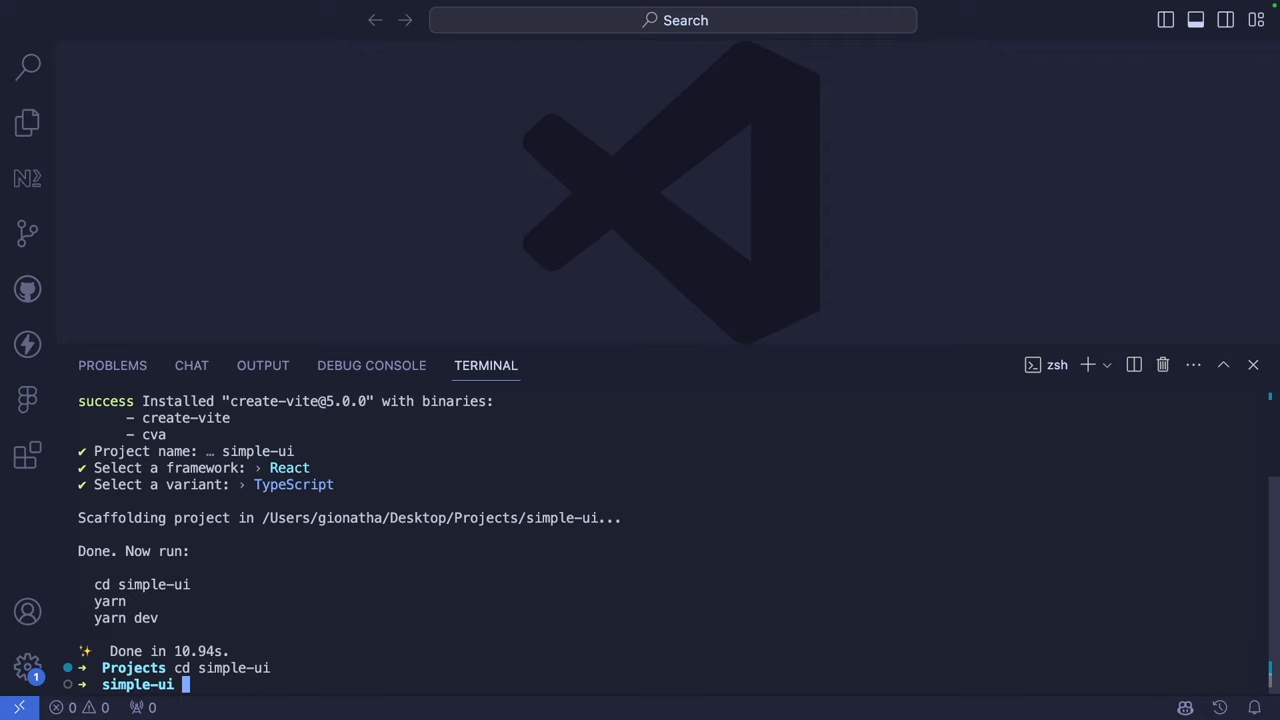 Search
PROBLEMS CHAT OUTPUT DEBUG CONSOLE TERMINAL zsh
success Installed "create-vite@5.0.0" with binaries:
- create-vite
- cva
✔ Project name: … simple-ui
✔ Select a framework: › React
✔ Select a variant: › TypeScript
Scaffolding project in /Users/gionatha/Desktop/Projects/simple-ui...
Done. Now run:
cd simple-ui
yarn
yarn dev
✨ Done in 10.94s.
➜ Projects cd simple-ui
➜ simple-ui
1
0 0 0